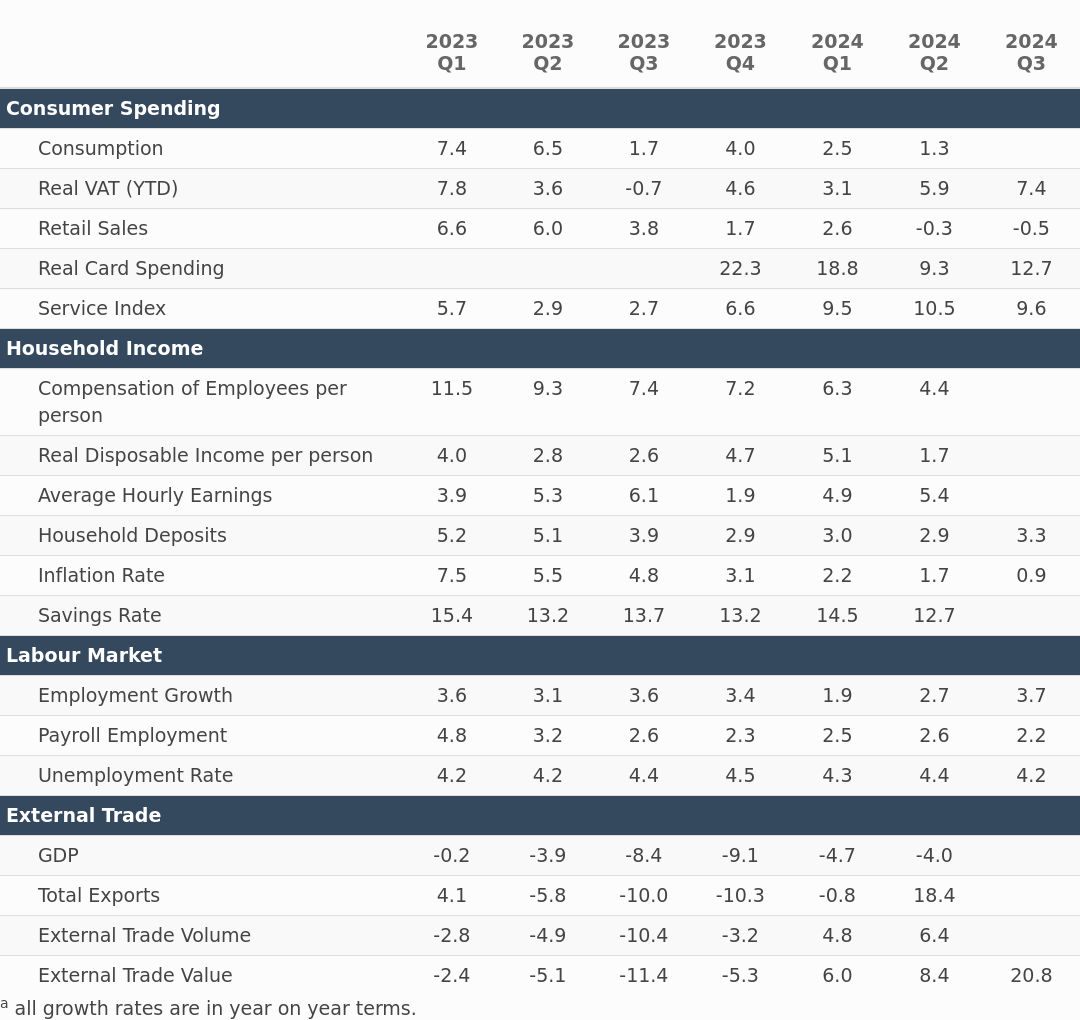 2023 2023 2023 2023 2024 2024 2024
Q1 Q2 Q3 Q4 Q1 Q2 Q3
Consumer Spending
Consumption 7.4 6.5 1.7 4.0 2.5 1.3
Real VAT (YTD) 7.8 3.6 -0.7 4.6 3.1 5.9 7.4
Retail Sales 6.6 6.0 3.8 1.7 2.6 -0.3 -0.5
Real Card Spending 22.3 18.8 9.3 12.7
Service Index 5.7 2.9 2.7 6.6 9.5 10.5 9.6
Household Income
Compensation of Employees per 11.5 9.3 7.4 7.2 6.3 4.4
person
Real Disposable Income per person 4.0 2.8 2.6 4.7 5.1 1.7
Average Hourly Earnings 3.9 5.3 6.1 1.9 4.9 5.4
Household Deposits 5.2 5.1 3.9 2.9 3.0 2.9 3.3
Inflation Rate 7.5 5.5 4.8 3.1 2.2 1.7 0.9
Savings Rate 15.4 13.2 13.7 13.2 14.5 12.7
Labour Market
Employment Growth 3.6 3.1 3.6 3.4 1.9 2.7 3.7
Payroll Employment 4.8 3.2 2.6 2.3 2.5 2.6 2.2
Unemployment Rate 4.2 4.2 4.4 4.5 4.3 4.4 4.2
External Trade
GDP -0.2 -3.9 -8.4 -9.1 -4.7 -4.0
Total Exports 4.1 -5.8 -10.0 -10.3 -0.8 18.4
External Trade Volume -2.8 -4.9 -10.4 -3.2 4.8 6.4
External Trade Value -2.4 -5.1 -11.4 -5.3 6.0 8.4 20.8
a all growth rates are in year on year terms.